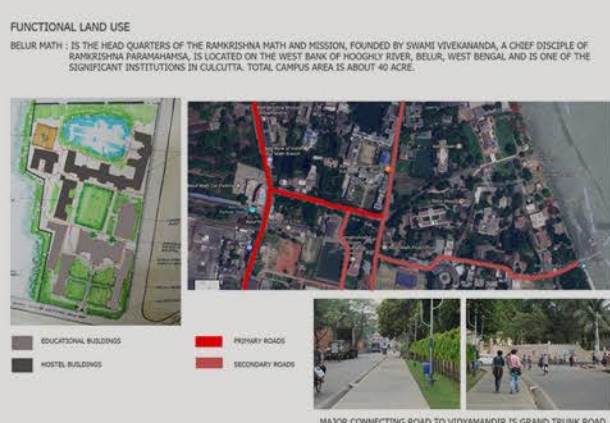 FUNCTIONAL LAND USE
BELUR MATH : IS THE HEAD QUARTERS OF THE RAMKRISHNA MATH AND MISSION, FOUNDED BY SWAMI VIVEKANANDA, A CHIEF DISCIPLE OF
RAMKRISHNA PARAMAHAMSA, IS LOCATED ON THE WEST BANK OF HOOGHLY RIVER, BELUR, WEST BENGAL AND IS ONE OF THE
SIGNIFICANT INSTITUTIONS IN CULCUTTA. TOTAL CAMPUS AREA IS ABOUT 40 ACRE.
EDUCATIONAL BUILDINGS
PRIMARY ROADS
HOSTEL BUILDINGS
SECONDARY ROADS
MAJOR CONNECTING ROAD TO VIDYAMANDIR IS GRAND TRUNK ROAD